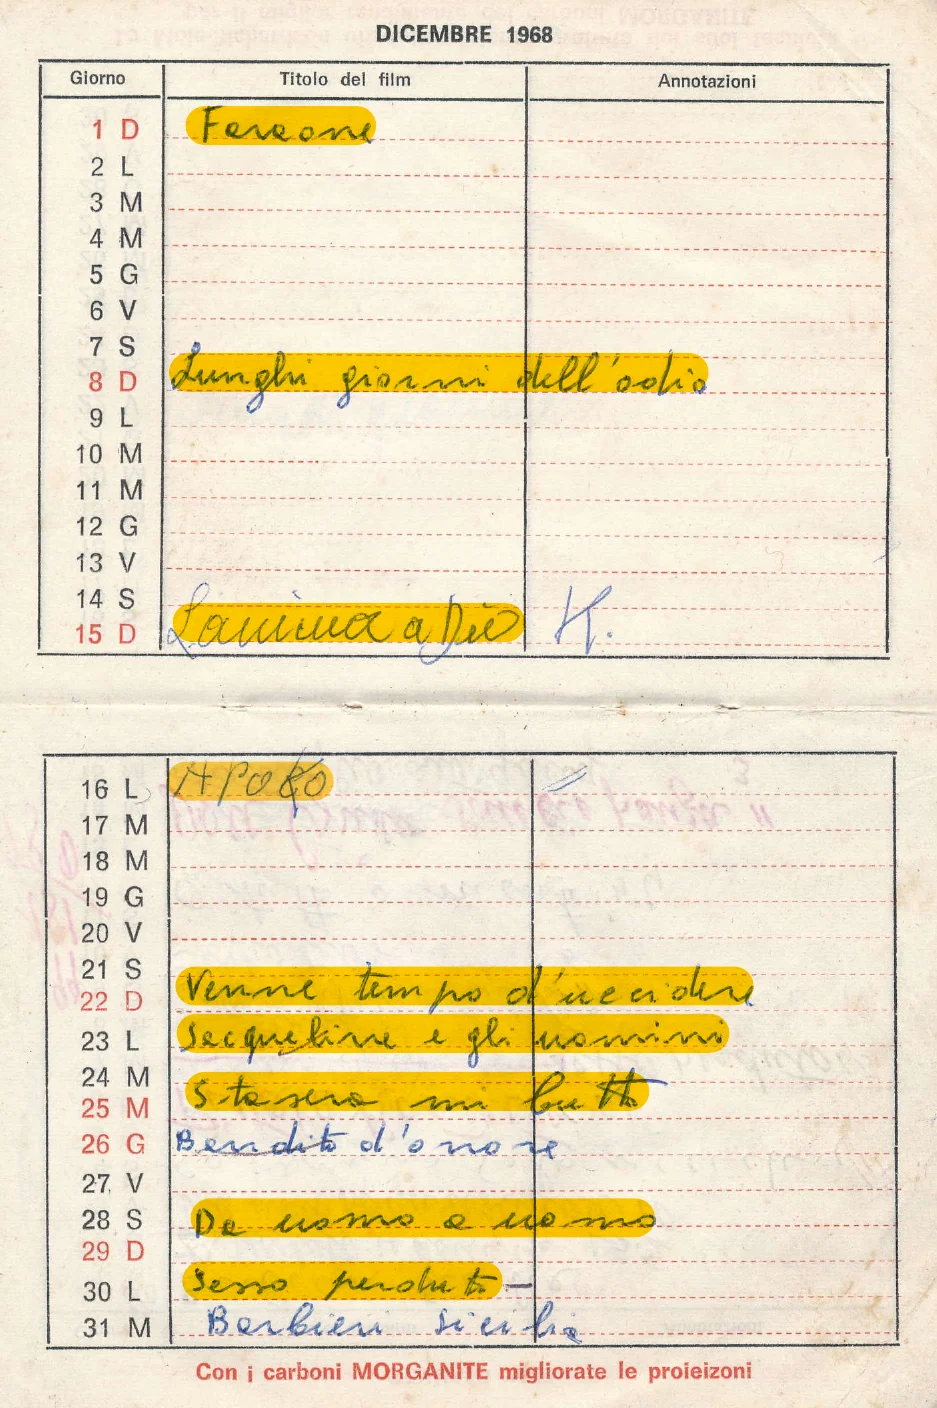 DICEMBRE 1968
Giorno Titolo del film Annotazioni
1 D Faraone
2 L
3 M
4 M
5 G
6 V
7 S
8 D Lunghi giorni dell'odio
9 L
10 M
11 M
12 G
13 V
14 S
15 D L'anima a Dio
16 L
17 M
18 M
19 G
20 V
21 S
22 D Venne tempo d'uccidere
23 L Jacqueline e gli uomini
24 M
25 M Stasera mi butto
26 G Bandito d'onore
27 V
28 S Da uomo a uomo
29 D
30 L Sesso perduto -
31 M Barbieri Sicilia
Con i carboni MORGANITE migliorate le proieizoni